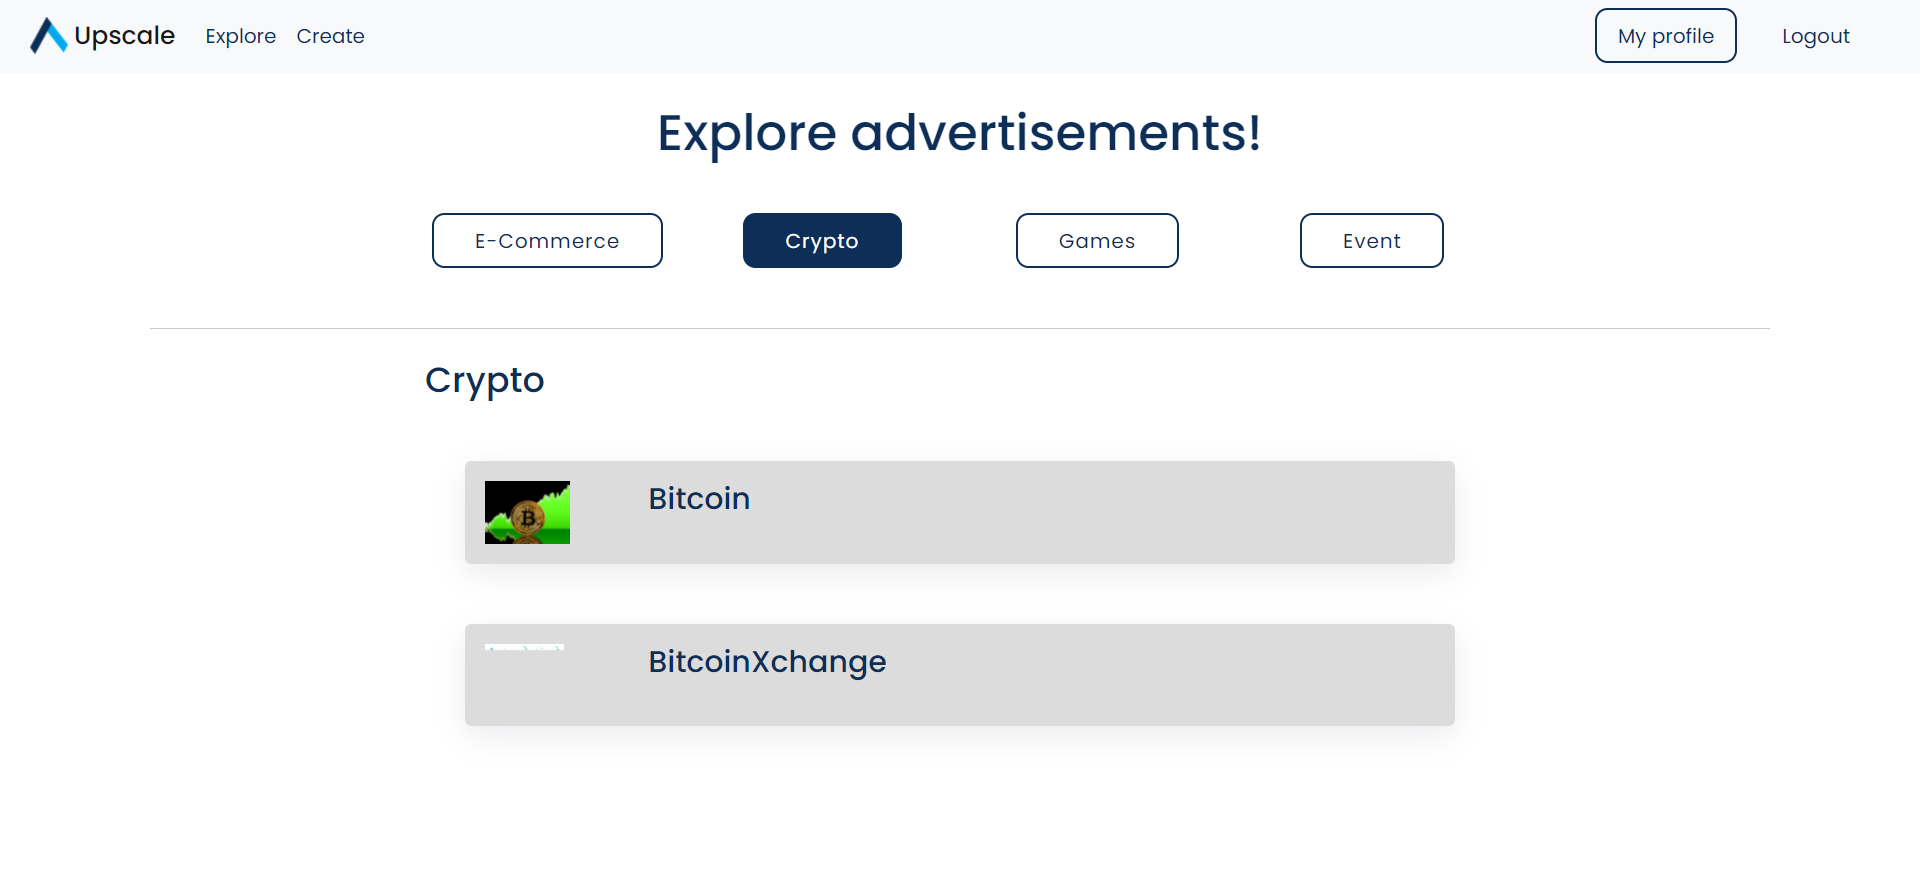 Upscale Explore Create My profile Logout
Explore advertisements!
E-Commerce Crypto Games Event
Crypto
Bitcoin
BitcoinXchange